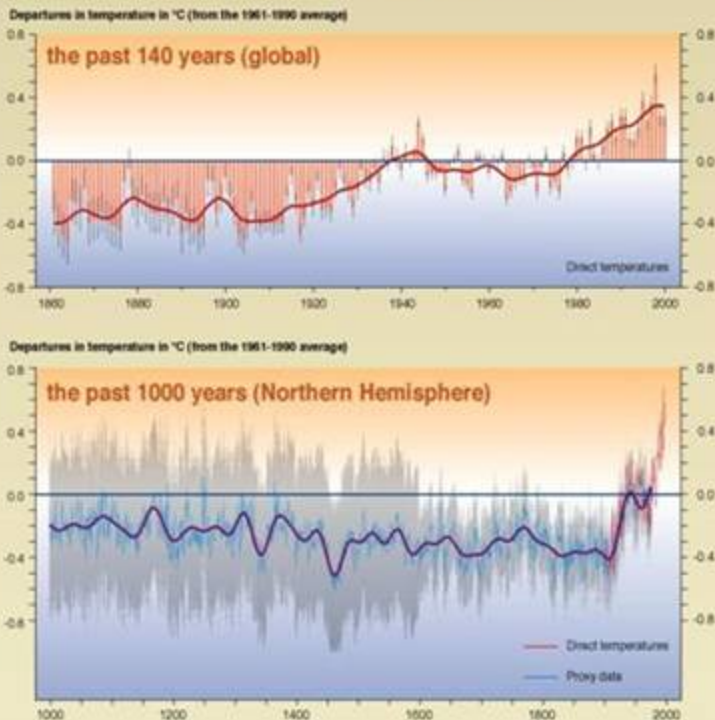 Departures in temperature in °C (from the 1961-1990 average)
the past 140 years (global)
0.8 0.8
0.4 0.4
0.0 0.0
-0.4 -0.4
-0.8 -0.8
Direct temperatures
1860 1880 1900 1920 1940 1960 1980 2000
Departures in temperature in °C (from the 1961-1990 average)
the past 1000 years (Northern Hemisphere)
0.8 0.8
0.4 0.4
0.0 0.0
-0.4 -0.4
-0.8 -0.8
Direct temperatures
Proxy data
1000 1200 1400 1600 1800 2000